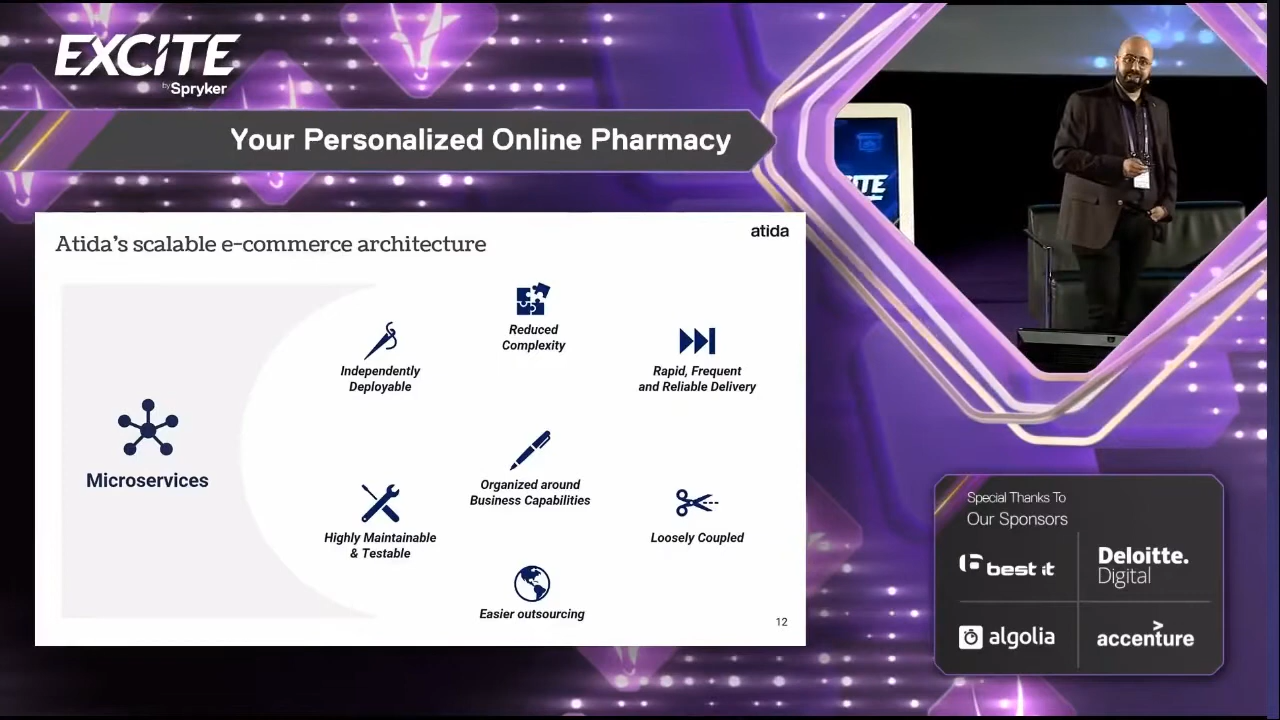 EXCITE
by Spryker
Your Personalized Online Pharmacy
Atida's scalable e-commerce architecture
atida
Reduced
Complexity
Independently
Deployable
Rapid, Frequent
and Reliable Delivery
Microservices
Organized around
Business Capabilities
Highly Maintainable
& Testable
Loosely Coupled
Easier outsourcing
12
Special Thanks To
Our Sponsors
best it
Deloitte.
Digital
algolia
accenture